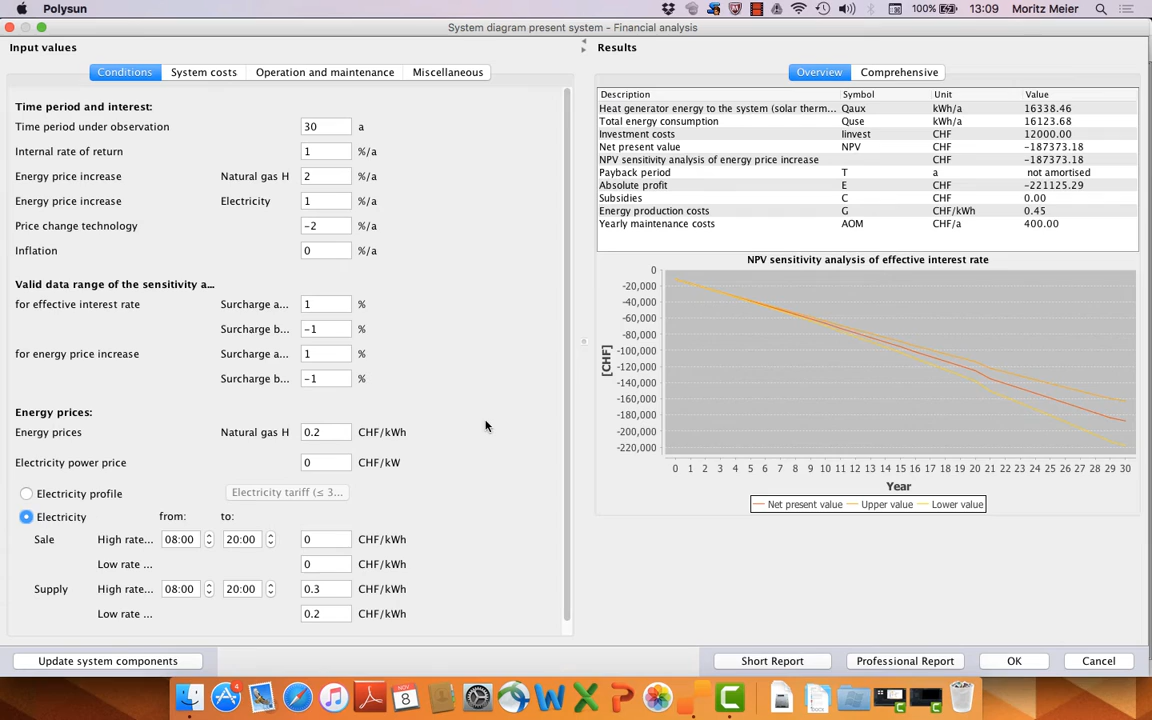 Polysun 100% 13:09 Moritz Meier
System diagram present system - Financial analysis
Input values
Conditions System costs Operation and maintenance Miscellaneous
Time period and interest:
Time period under observation 30 a
Internal rate of return 1 %/a
Energy price increase Natural gas H 2 %/a
Energy price increase Electricity 1 %/a
Price change technology -2 %/a
Inflation 0 %/a
Valid data range of the sensitivity a...
for effective interest rate Surcharge a... 1 %
Surcharge b... -1 %
for energy price increase Surcharge a... 1 %
Surcharge b... -1 %
Energy prices:
Energy prices Natural gas H 0.2 CHF/kWh
Electricity power price 0 CHF/kW
Electricity profile Electricity tariff (≤ 3...
Electricity from: to:
Sale High rate... 08:00 20:00 0 CHF/kWh
Low rate ... 0 CHF/kWh
Supply High rate... 08:00 20:00 0.3 CHF/kWh
Low rate ... 0.2 CHF/kWh
Results
Overview Comprehensive
Description Symbol Unit Value
Heat generator energy to the system (solar therm... Qaux kWh/a 16338.46
Total energy consumption Quse kWh/a 16123.68
Investment costs Iinvest CHF 12000.00
Net present value NPV CHF -187373.18
NPV sensitivity analysis of energy price increase CHF -187373.18
Payback period T a not amortised
Absolute profit E CHF -221125.29
Subsidies C CHF 0.00
Energy production costs G CHF/kWh 0.45
Yearly maintenance costs AOM CHF/a 400.00
NPV sensitivity analysis of effective interest rate
0
-20,000
-40,000
-60,000
-80,000
-100,000
-120,000
-140,000
-160,000
-180,000
-200,000
-220,000
[CHF]
0 1 2 3 4 5 6 7 8 9 10 11 12 13 14 15 16 17 18 19 20 21 22 23 24 25 26 27 28 29 30
Year
Net present value Upper value Lower value
Update system components Short Report Professional Report OK Cancel
4 NOV 8